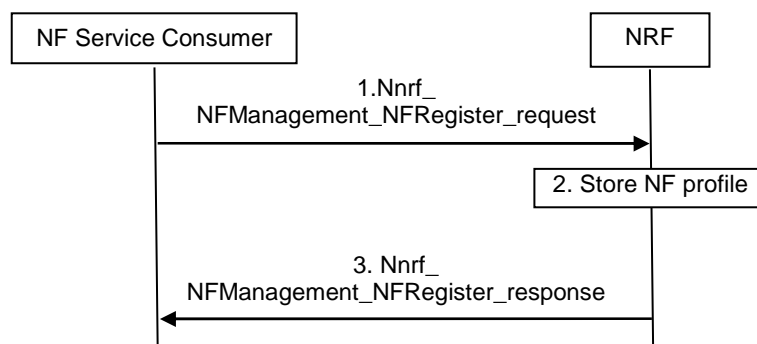 NF Service Consumer
NRF
1.Nnrf_
NFManagement_NFRegister_request
2. Store NF profile
3. Nnrf_
NFManagement_NFRegister_response